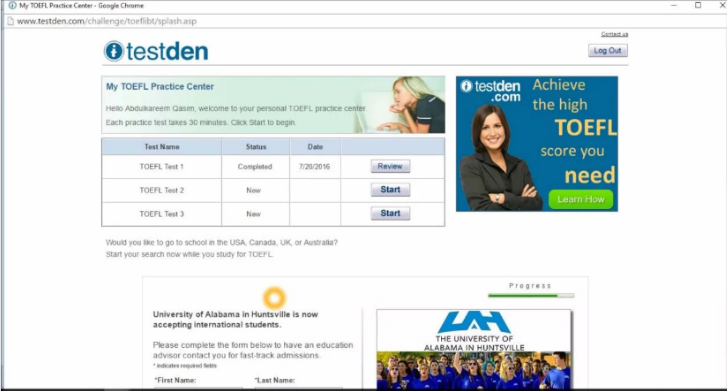 My TOEFL Practice Center - Google Chrome
www.testden.com/challenge/toeflibt/splash.asp
Contact us
testden
Log Out
My TOEFL Practice Center
Hello Abdulkareem Qasim, welcome to your personal TOEFL practice center
Each practice test takes 30 minutes. Click Start to begin.
Test Name Status Date
TOEFL Test 1 Completed 7/20/2016 Review
TOEFL Test 2 New Start
TOEFL Test 3 New Start
testden
.com
Achieve
the high
TOEFL
score you
need
Learn How
Would you like to go to school in the USA, Canada, UK, or Australia?
Start your search now while you study for TOEFL.
Progress
University of Alabama in Huntsville is now
accepting international students.
Please complete the form below to have an education
advisor contact you for fast-track admissions.
* indicates required fields
*First Name: *Last Name:
UAH
THE UNIVERSITY OF
ALABAMA IN HUNTSVILLE